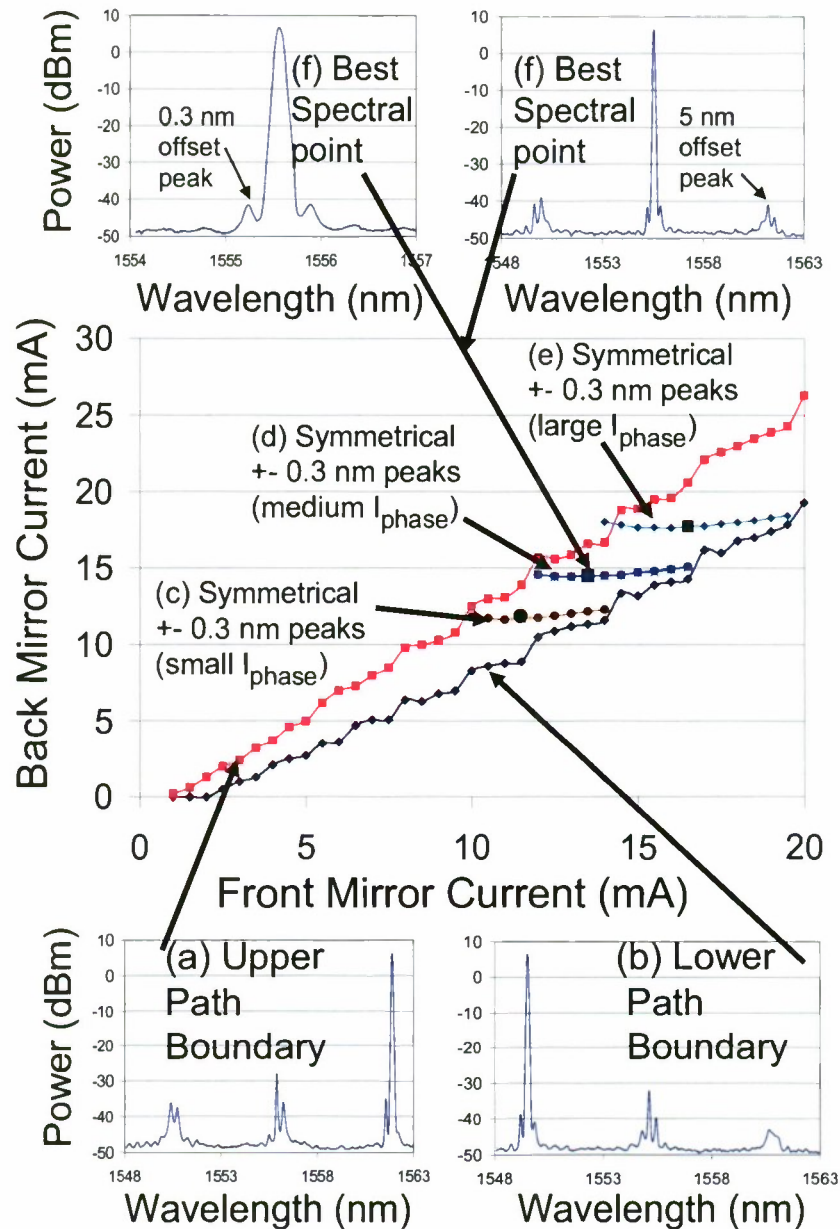 10
0
-10
-20
-30
-40
-50
Power (dBm)
0.3 nm
offset
peak
(f) Best
Spectral
point
1554
1555
1556
1557
Wavelength (nm)
10
0
-10
-20
-30
-40
-50
(f) Best
Spectral
point
5 nm
offset
peak
1548
1553
1558
1563
Wavelength (nm)
Back Mirror Current (mA)
30
25
20
15
10
5
0
(e) Symmetrical
+- 0.3 nm peaks
(large Iphase)
(d) Symmetrical
+- 0.3 nm peaks
(medium Iphase)
(c) Symmetrical
+- 0.3 nm peaks
(small Iphase)
0 5 10 15 20
Front Mirror Current (mA)
Power (dBm)
10
0
-10
-20
-30
-40
-50
(a) Upper
Path
Boundary
1548 1553 1558 1563
Wavelength (nm)
10
0
-10
-20
-30
-40
-50
(b) Lower
Path
Boundary
1548 1553 1558 1563
Wavelength (nm)